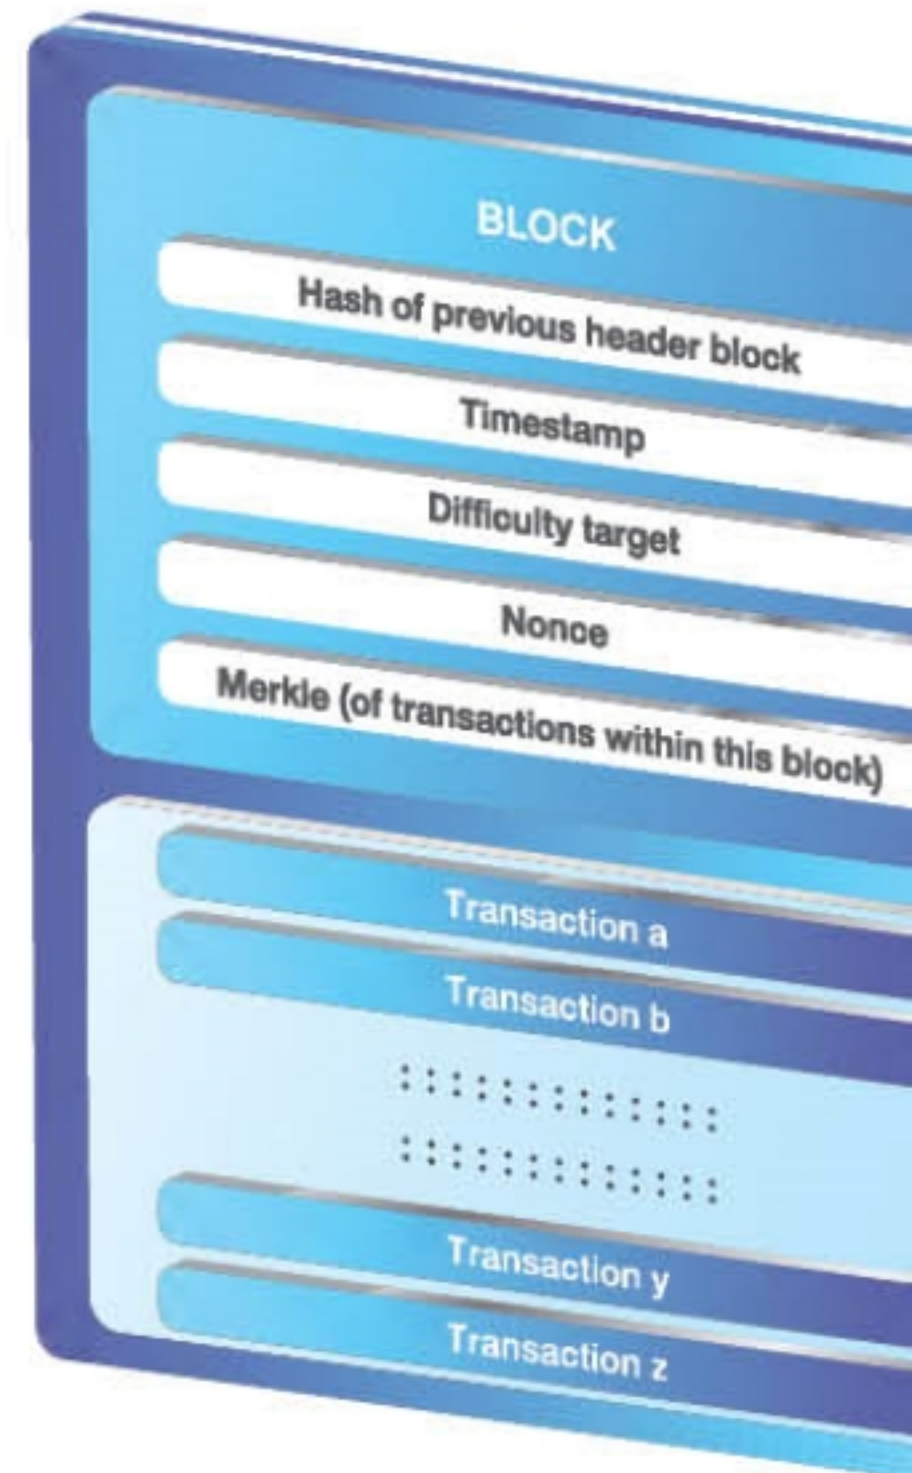 BLOCK
Hash of previous header block
Timestamp
Difficulty target
Nonce
Merkle (of transactions within this block)
Transaction a
Transaction b
Transaction y
Transaction z